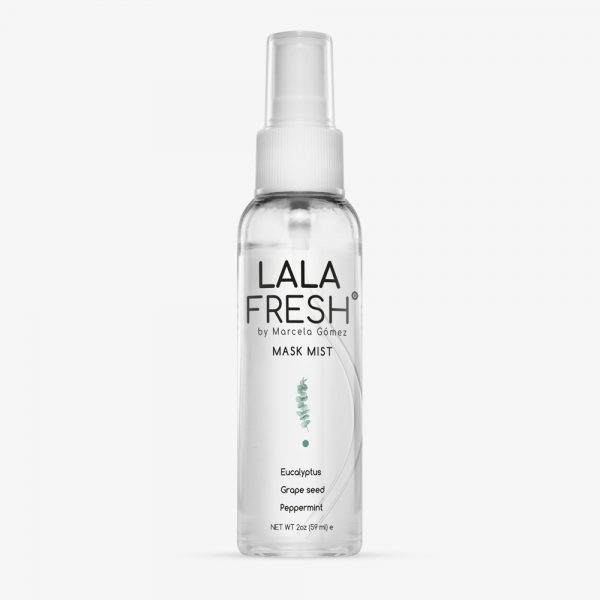 LALA
FRESH®
by Marcela Gómez
MASK MIST
Eucalyptus
Grape seed
Peppermint
NET WT 2oz (59 ml) e